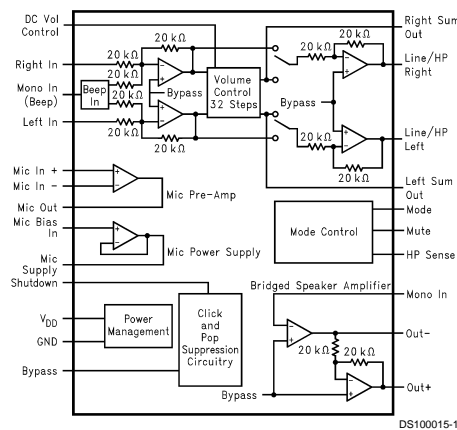 DC Vol
Control
Right Sum
Out
20 kΩ
20 kΩ
20 kΩ
20 kΩ
Right In
Line/HP
Right
20 kΩ
20 kΩ
Mono In
(Beep)
Beep
In
Bypass
Volume
Control
32 Steps
Bypass
20 kΩ
20 kΩ
Left In
Line/HP
Left
20 kΩ
20 kΩ
20 kΩ
Mic In +
Mic In -
Left Sum
Out
Mic Out
Mic Pre-Amp
Mic Bias
In
Mode
Mode Control
Mute
Mic Power Supply
HP Sense
Mic
Supply
Shutdown
Bridged Speaker Amplifier
Mono In
VDD
GND
Power
Management
Click
and
Pop
Suppression
Circuitry
Out-
20 kΩ
20 kΩ
Bypass
Bypass
Out+
DS100015-1